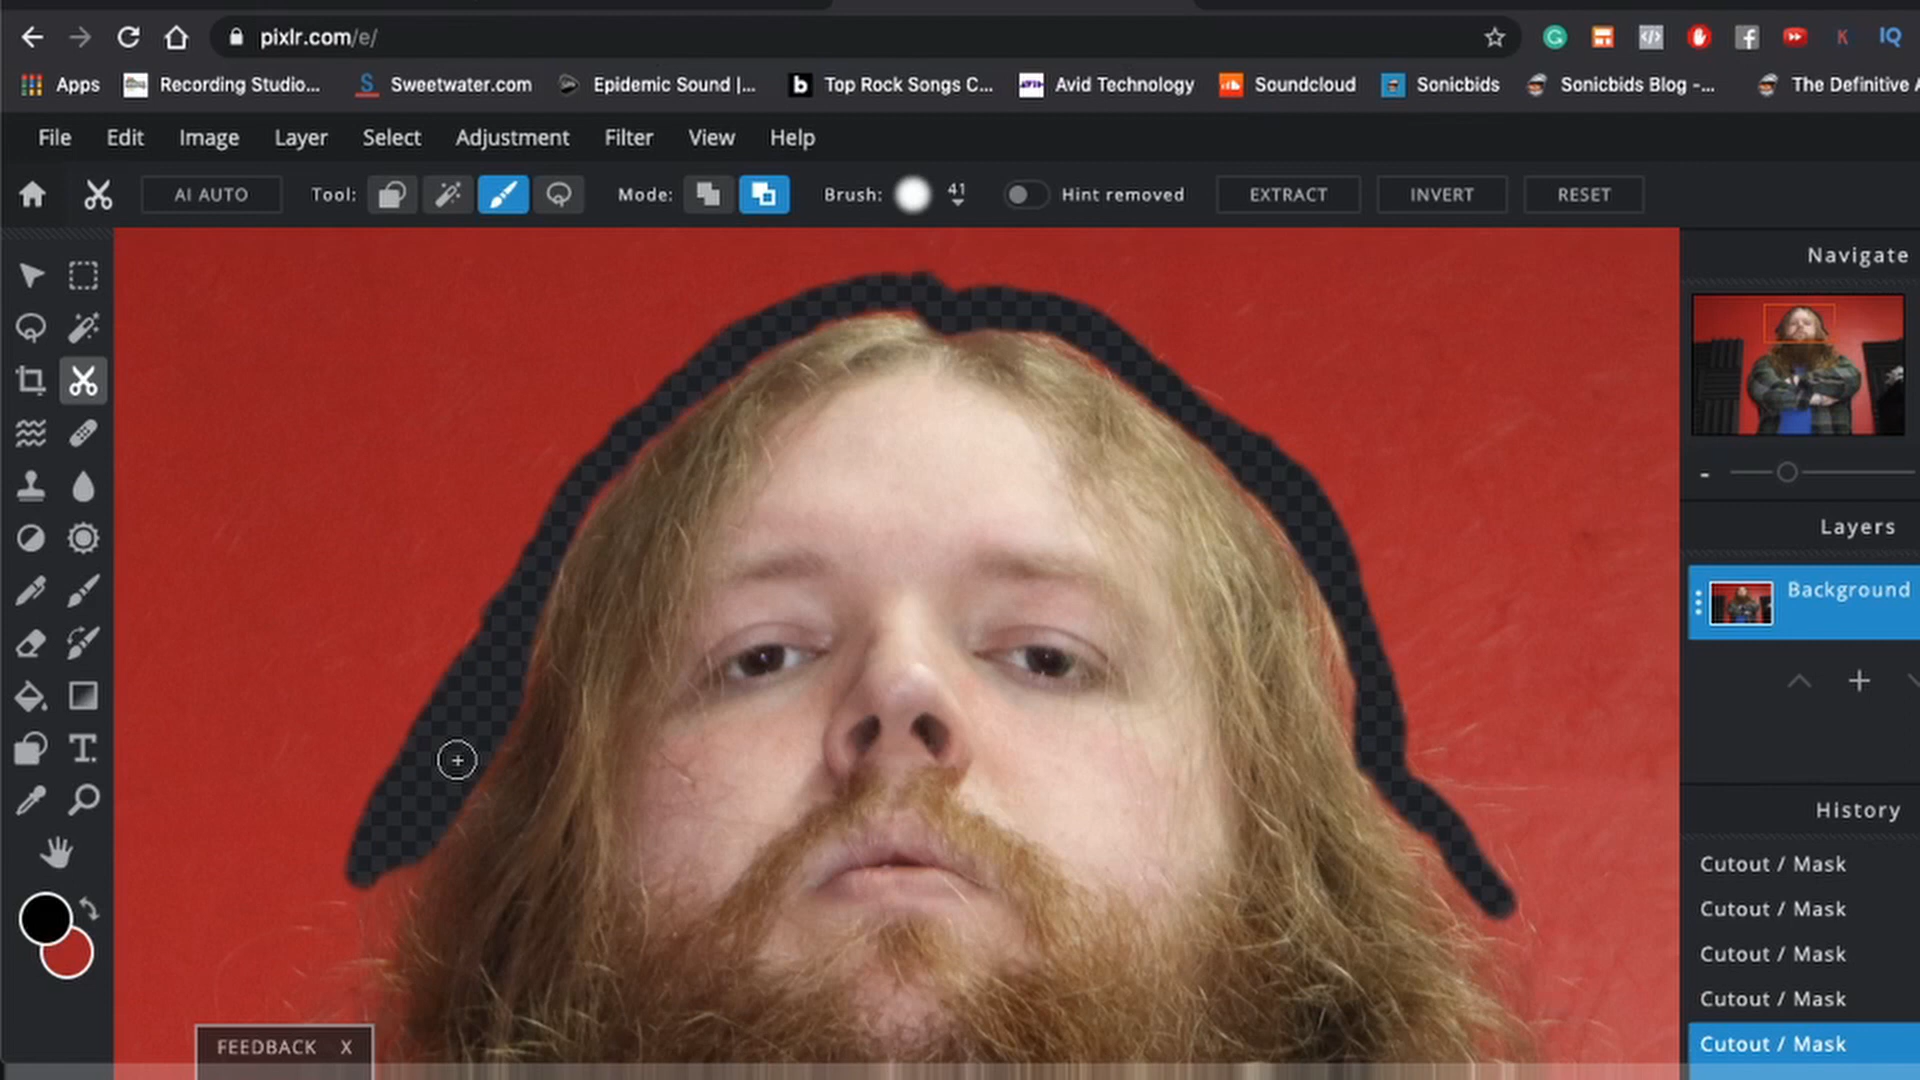 pixlr.com/e/
Apps Recording Studio... Sweetwater.com Epidemic Sound |... Top Rock Songs C... Avid Technology Soundcloud Sonicbids Sonicbids Blog -... The Definitive A
File Edit Image Layer Select Adjustment Filter View Help
AI AUTO Tool: Mode: Brush: 41 Hint removed EXTRACT INVERT RESET
Navigate
Layers
Background
History
Cutout / Mask
Cutout / Mask
Cutout / Mask
Cutout / Mask
Cutout / Mask
FEEDBACK X